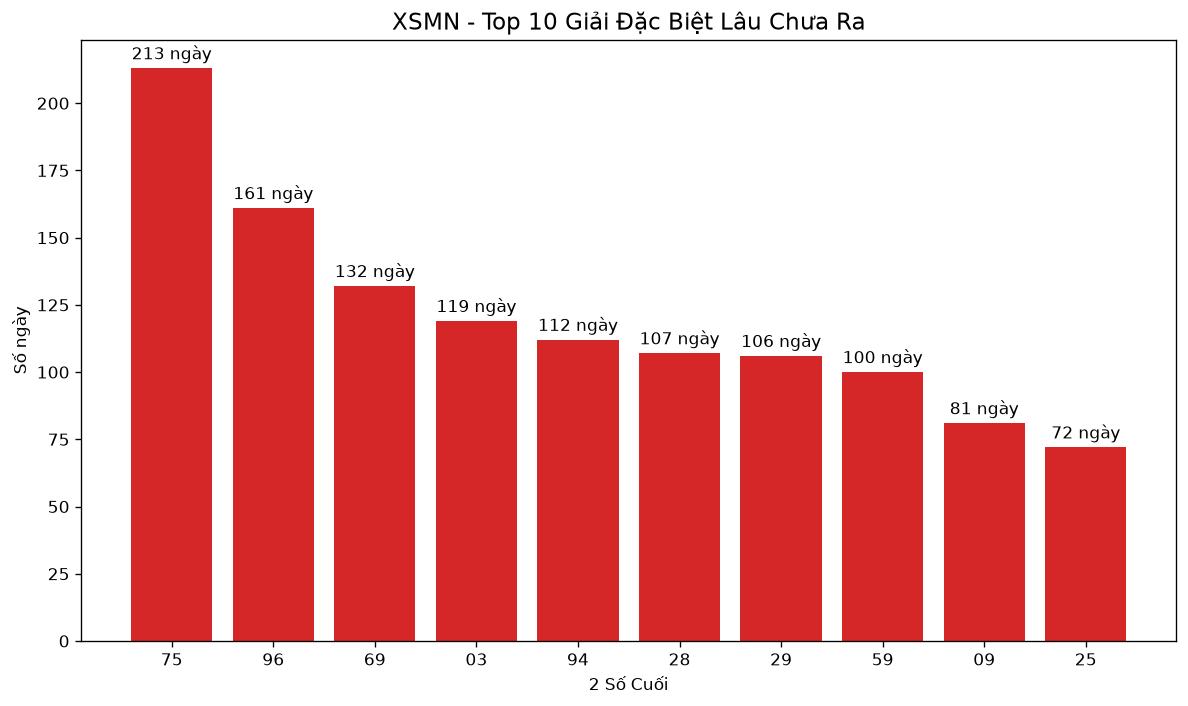 XSMN - Top 10 Giải Đặc Biệt Lâu Chưa Ra
213 ngày
161 ngày
132 ngày
119 ngày
112 ngày
107 ngày
106 ngày
100 ngày
81 ngày
72 ngày
Số ngày
200
175
150
125
100
75
50
25
0
75 96 69 03 94 28 29 59 09 25
2 Số Cuối